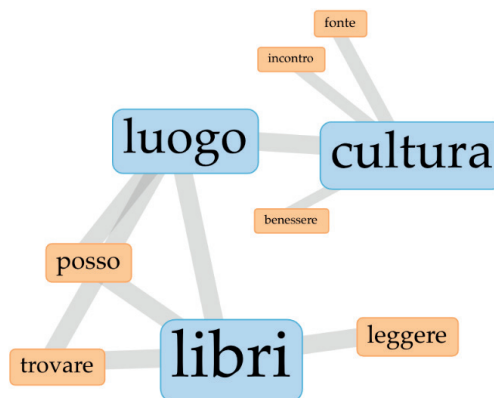 fonte
incontro
luogo
cultura
benessere
posso
leggere
libri
trovare